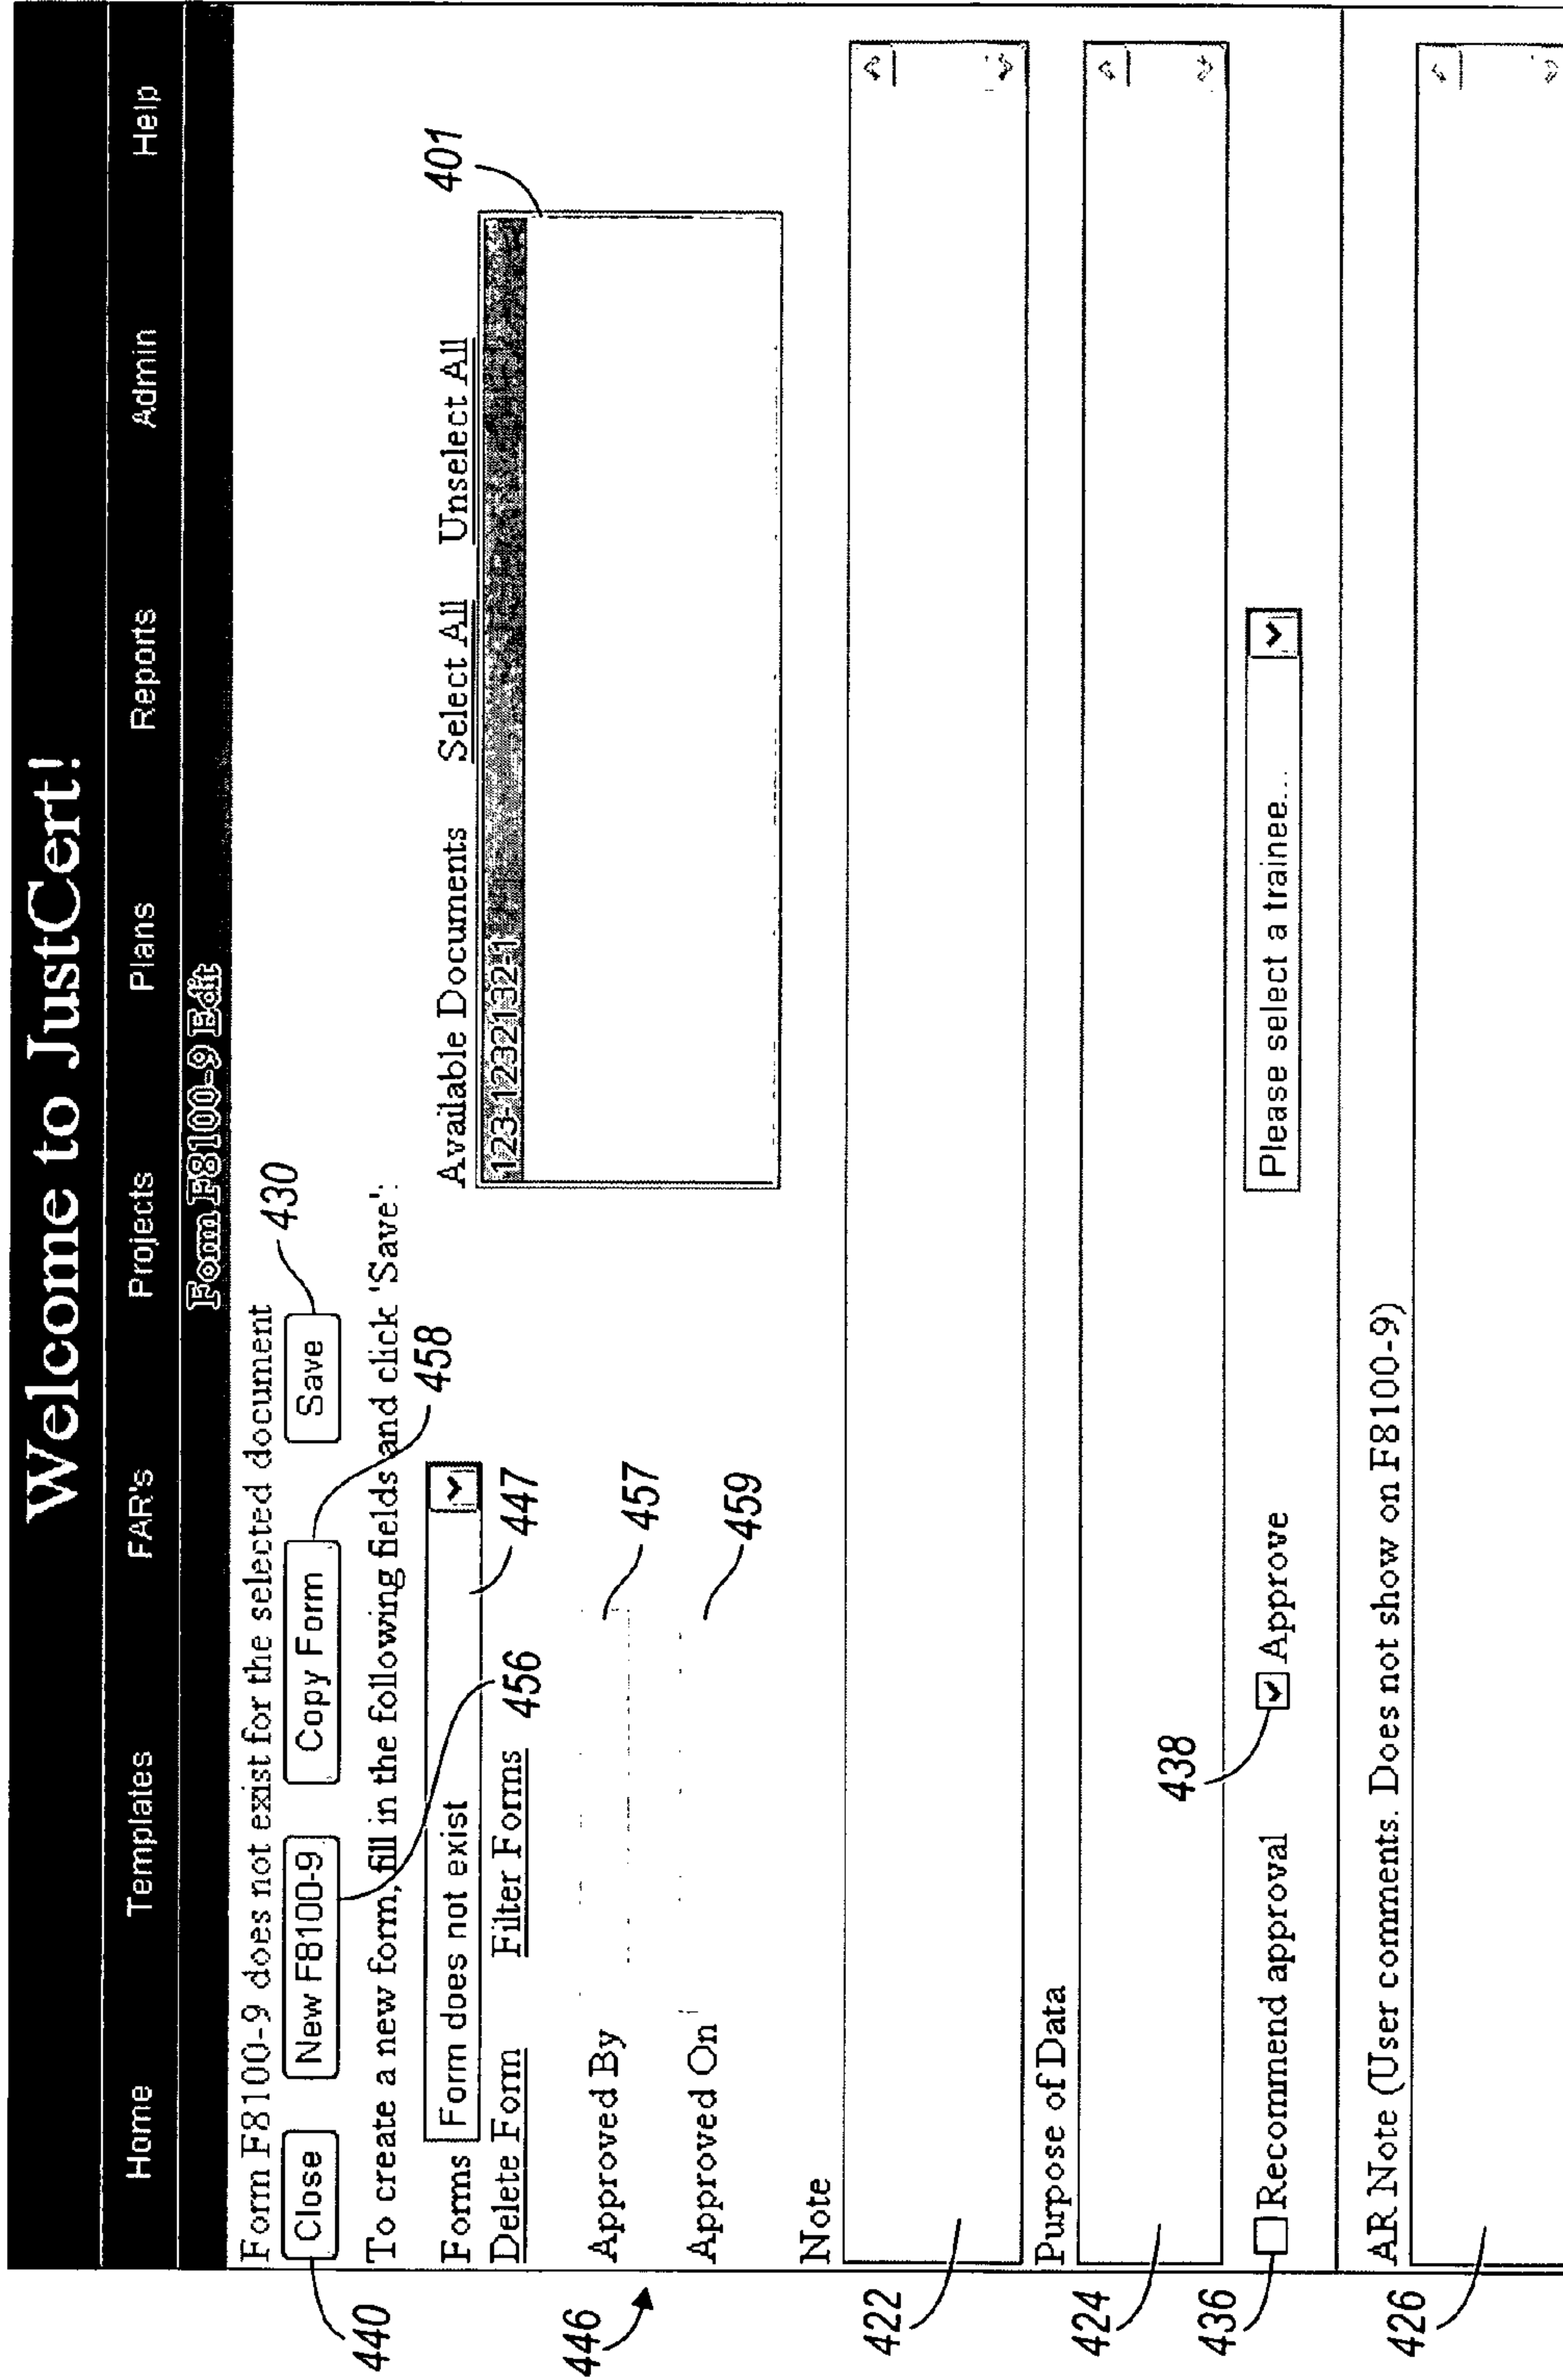 Welcome to JustCert!
Home Templates FAR's Projects Plans Reports Admin Help
Form F8100-9 Edit
Form F8100-9 does not exist for the selected document
430
440
Close New F8100-9 Copy Form Save
To create a new form, fill in the following fields and click 'Save':
458
Forms Form does not exist
447
Available Documents Select All Unselect All
401
123-1232132-1
Delete Form Filter Forms 456
446
Approved By
457
Approved On
459
Note
422
Purpose of Data
424
438
436
Recommend approval Approve Please select a trainee...
AR Note (User comments. Does not show on F8100-9)
426